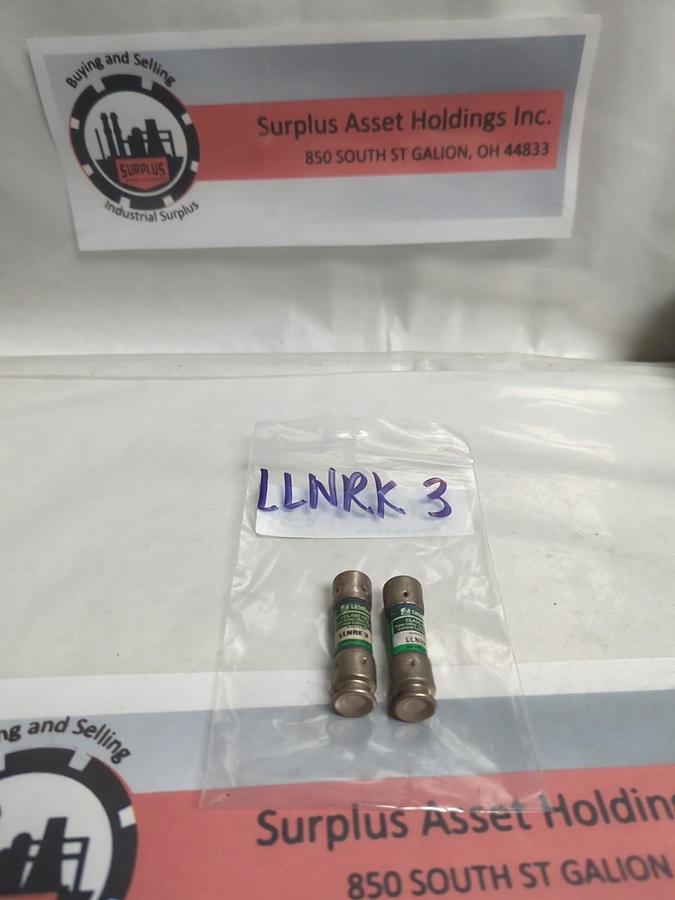 Buying and Selling
SURPLUS
Industrial Surplus
Surplus Asset Holdings Inc.
850 SOUTH ST GALION, OH 44833
LLNRK 3
LLNRK 3
ng and Selling
Surplus Asset Holding
850 SOUTH ST GALION